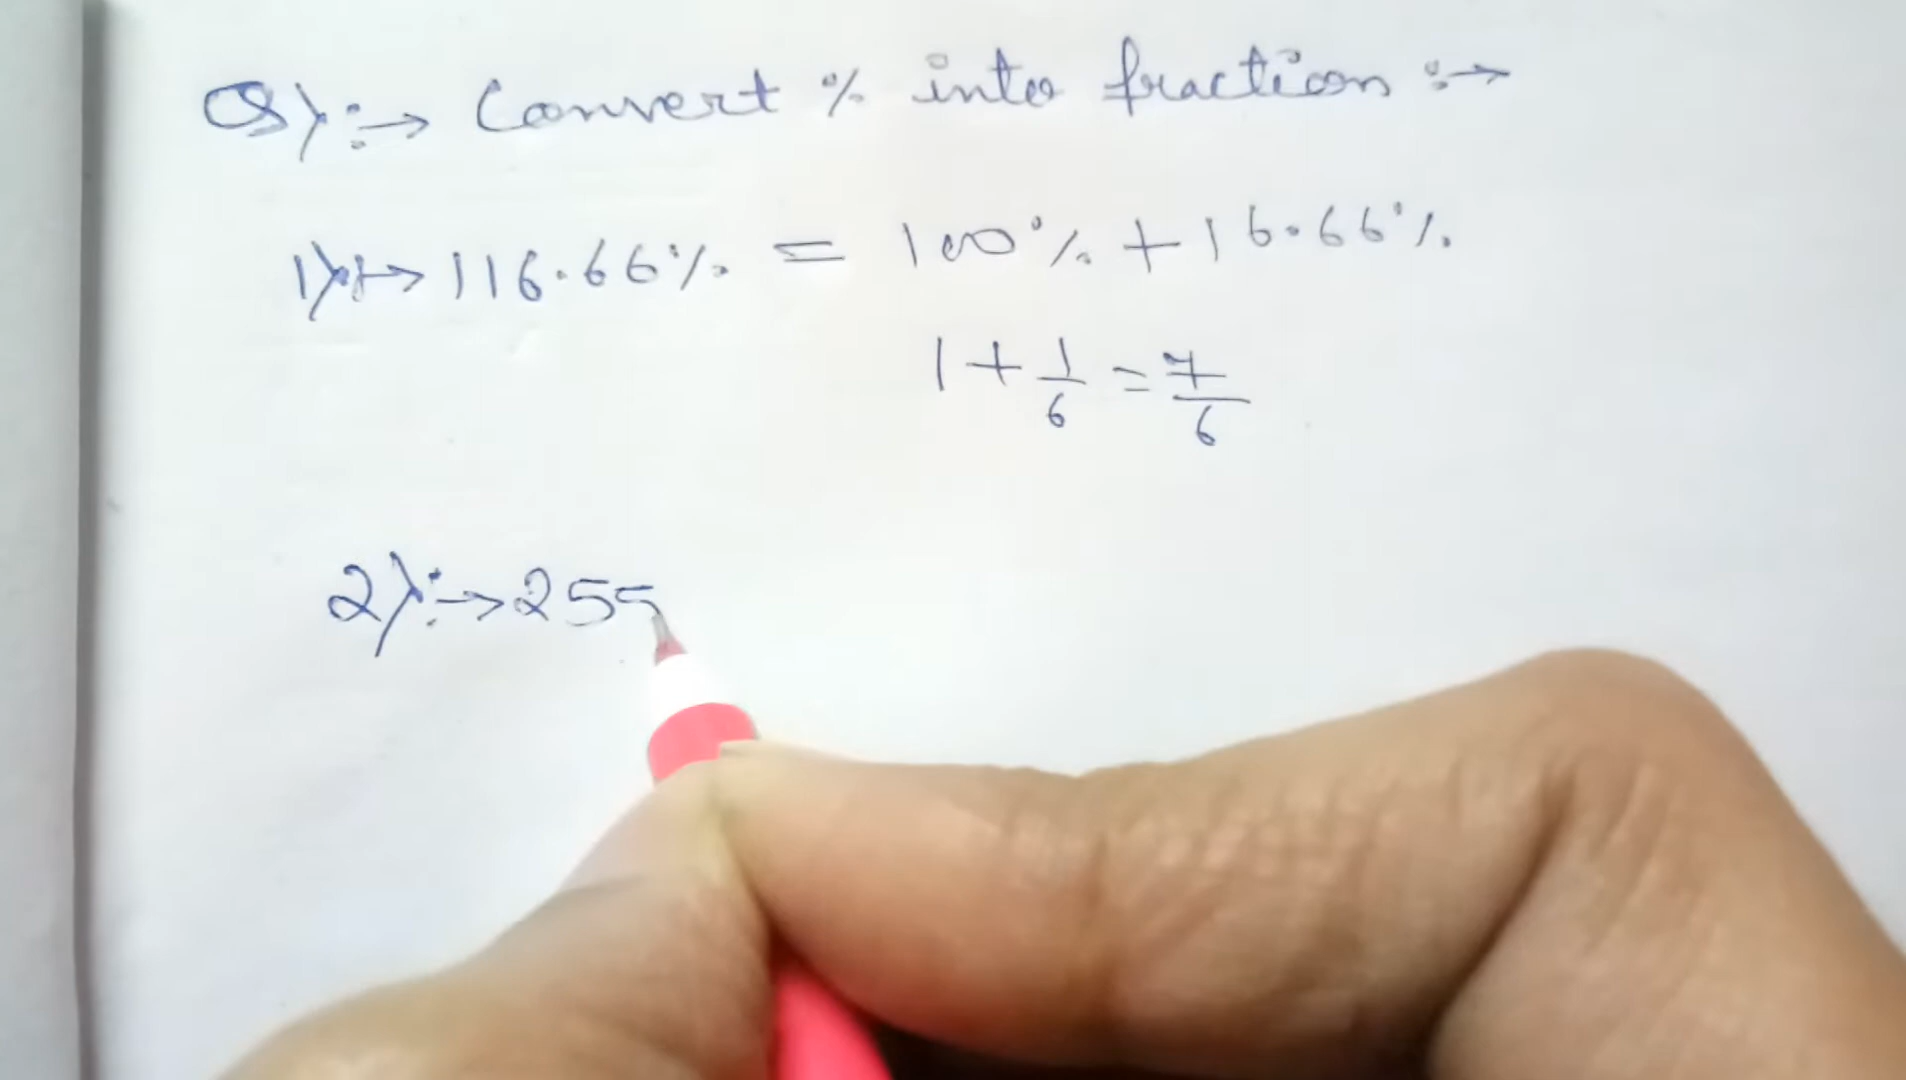 Q) :→ Convert % into fraction :→
1) :→ 116.66% = 100% + 16.66%
1 + 1/6 = 7/6
2) :→ 255